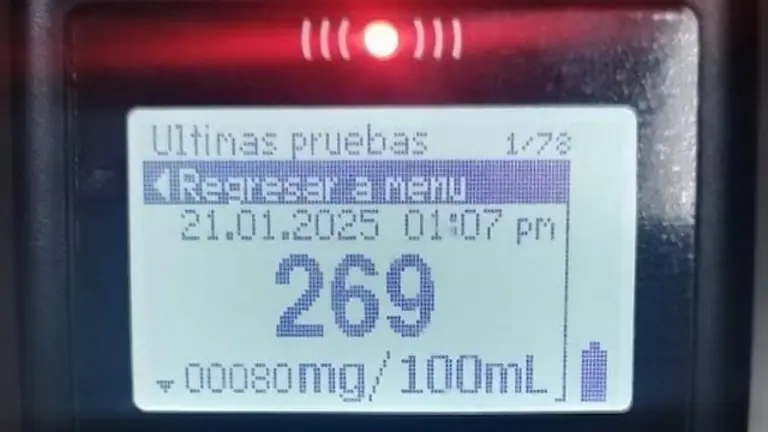 Ultimas pruebas 1/78
Regresar a menu
21.01.2025 01:07 pm
269
00080 mg/100mL